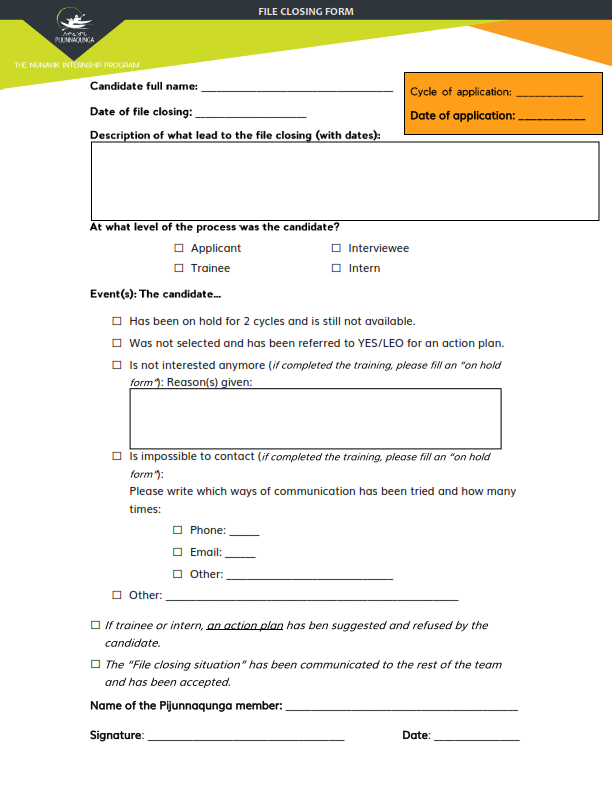 FILE CLOSING FORM
PIJUNNAQUNGA
THE NUNAVIK INTERNSHIP PROGRAM
Candidate full name: ______________________________
Cycle of application: ___________
Date of file closing: __________________
Date of application: ___________
Description of what lead to the file closing (with dates):
At what level of the process was the candidate?
☐ Applicant ☐ Interviewee
☐ Trainee ☐ Intern
Event(s): The candidate…
☐ Has been on hold for 2 cycles and is still not available.
☐ Was not selected and has been referred to YES/LEO for an action plan.
☐ Is not interested anymore (if completed the training, please fill an “on hold
form”): Reason(s) given:
☐ Is impossible to contact (if completed the training, please fill an “on hold
form”):
Please write which ways of communication has been tried and how many
times:
☐ Phone: _____
☐ Email: _____
☐ Other: ___________________________
☐ Other: ________________________________________________
☐ If trainee or intern, an action plan has ben suggested and refused by the
candidate.
☐ The “File closing situation” has been communicated to the rest of the team
and has been accepted.
Name of the Pijunnaqunga member: ______________________________________
Signature: ________________________________ Date: ______________